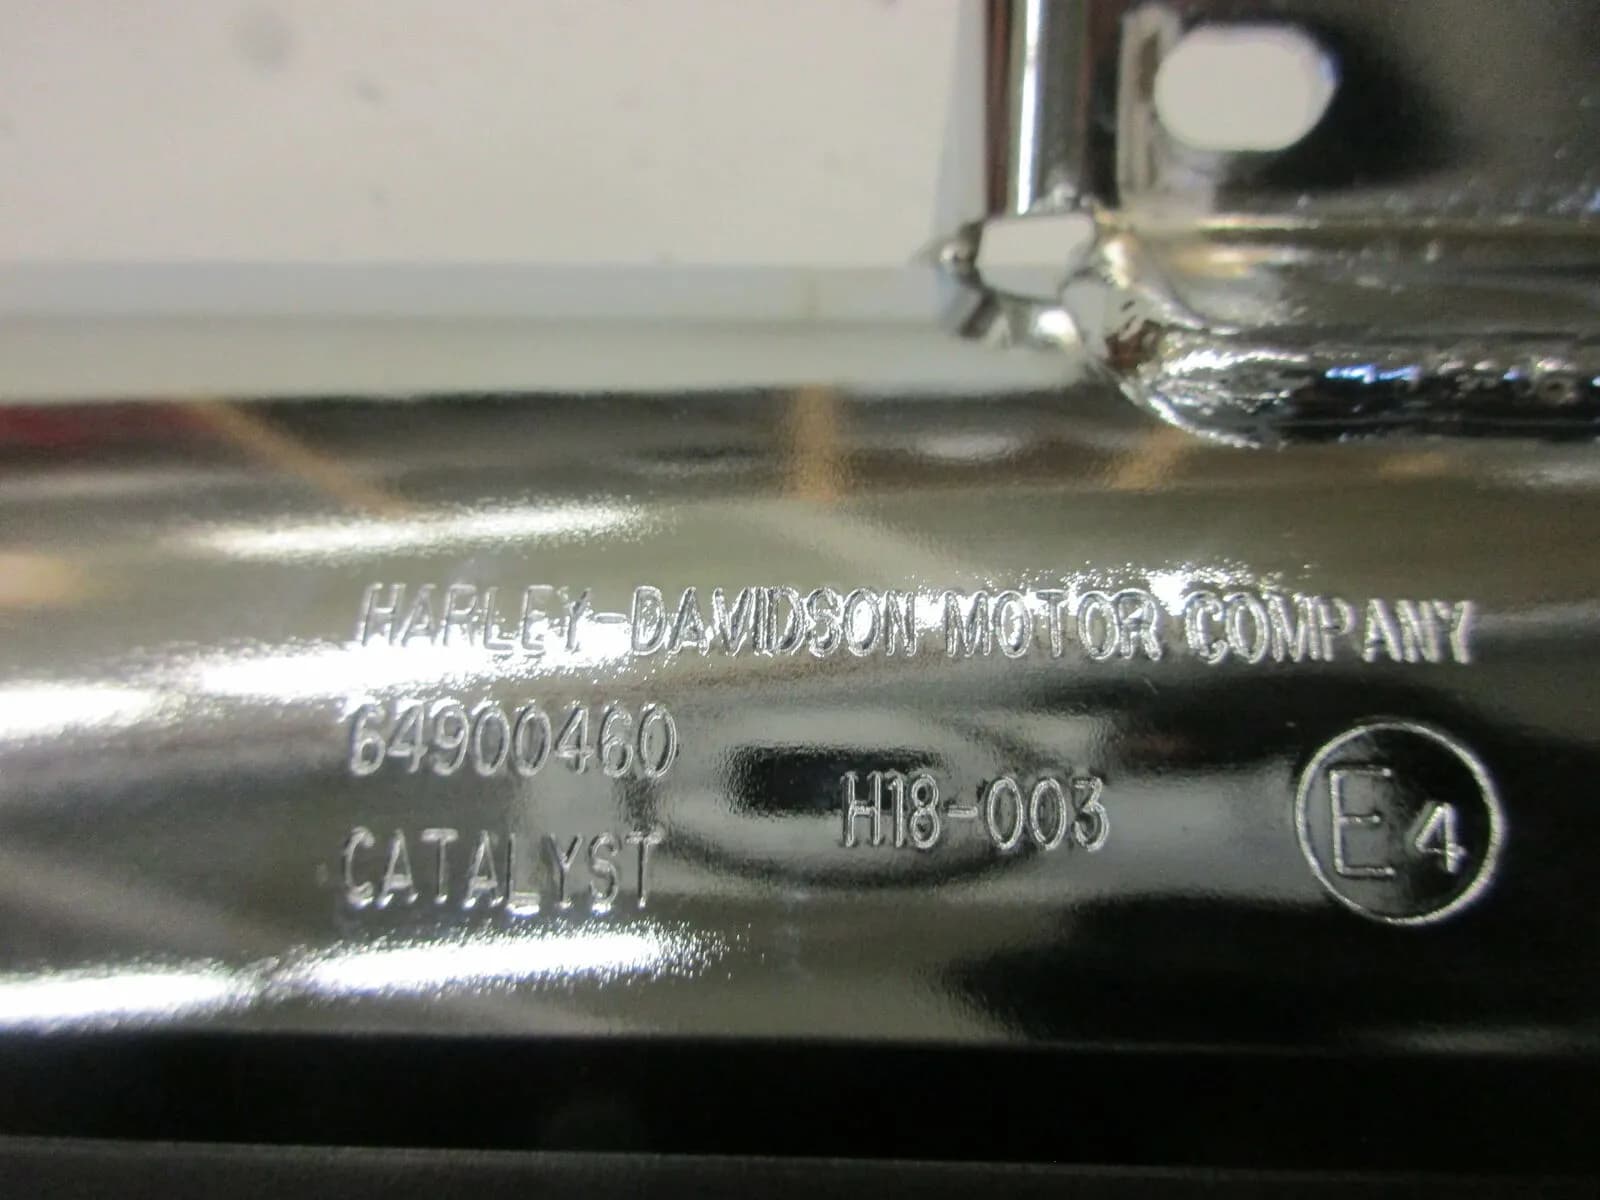 HARLEY-DAVIDSON MOTOR COMPANY
64900460
H18-003
E4
CATALYST